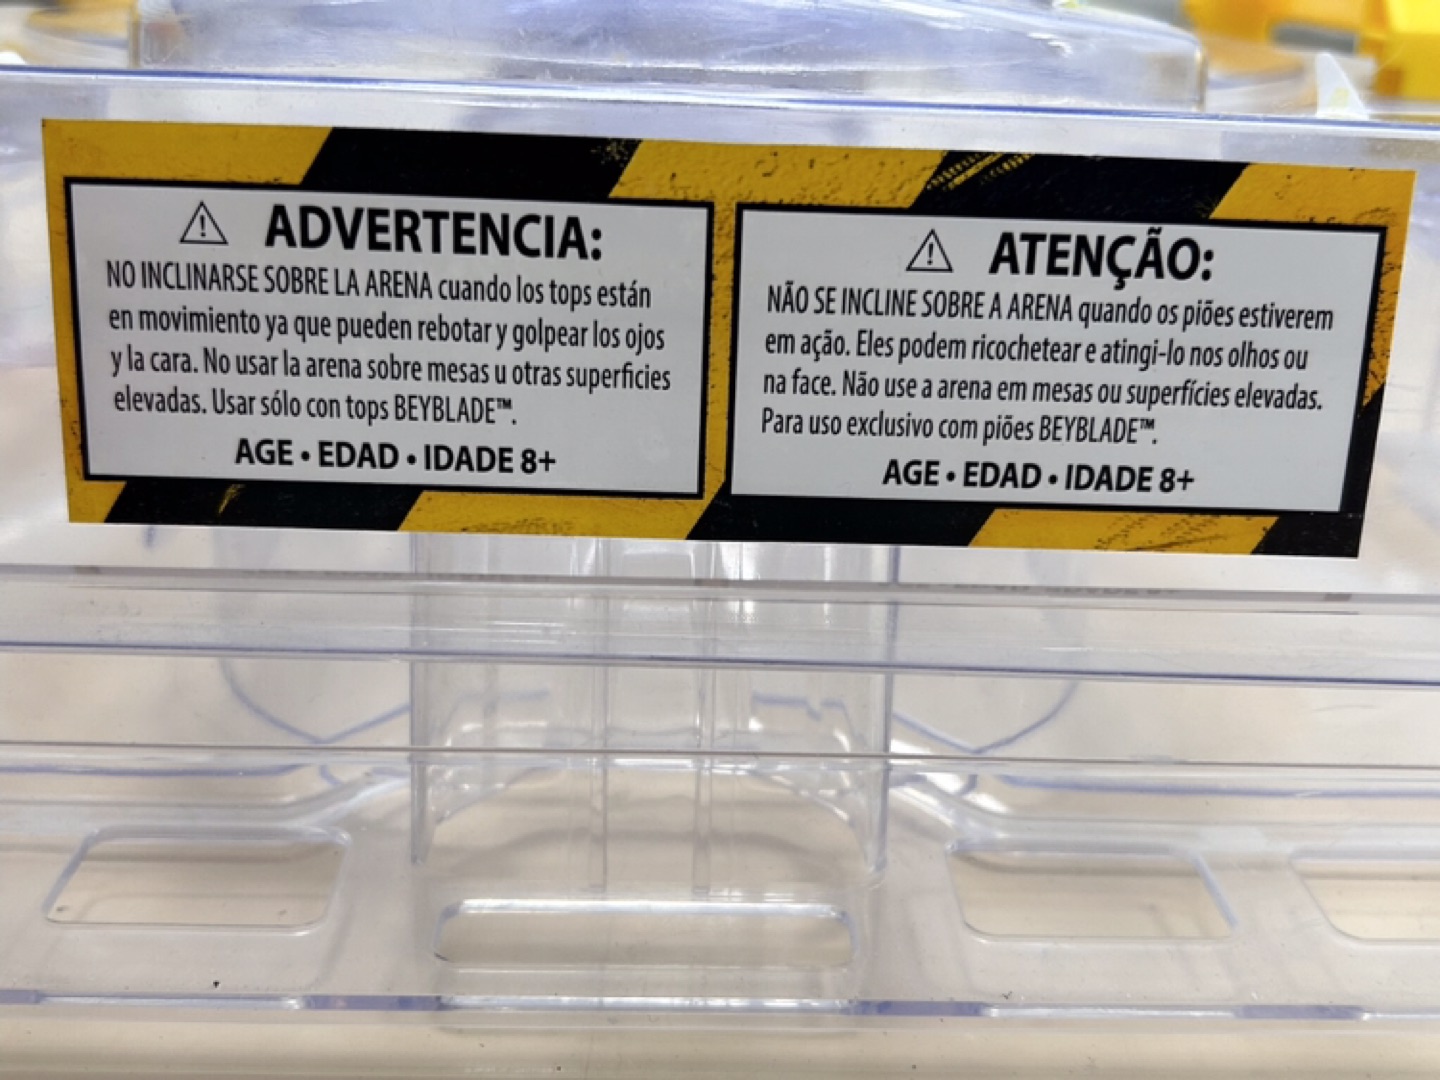 ADVERTENCIA:
NO INCLINARSE SOBRE LA ARENA cuando los tops están
en movimiento ya que pueden rebotar y golpear los ojos
y la cara. No usar la arena sobre mesas u otras superficies
elevadas. Usar sólo con tops BEYBLADE™.
AGE • EDAD • IDADE 8+
ATENÇÃO:
NÃO SE INCLINE SOBRE A ARENA quando os piões estiverem
em ação. Eles podem ricochetear e atingi-lo nos olhos ou
na face. Não use a arena em mesas ou superfícies elevadas.
Para uso exclusivo com piões BEYBLADE™.
AGE • EDAD • IDADE 8+